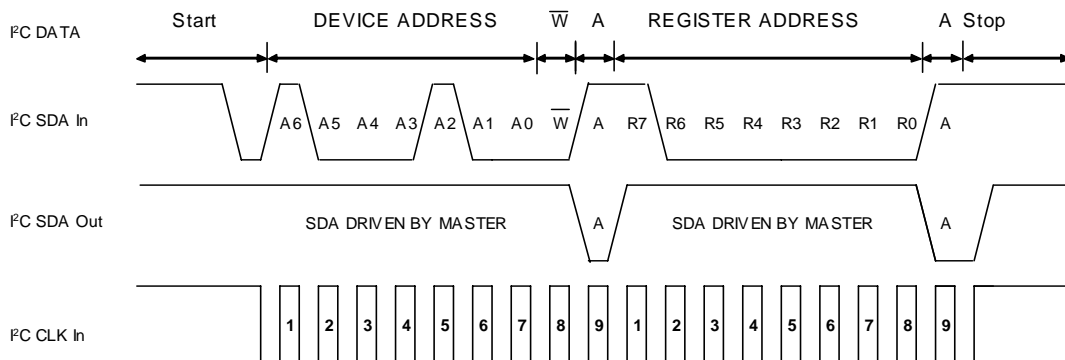 I²C DATA Start DEVICE ADDRESS W̅ A REGISTER ADDRESS A Stop
I²C SDA In A6 A5 A4 A3 A2 A1 A0 W̅ A R7 R6 R5 R4 R3 R2 R1 R0 A
I²C SDA Out SDA DRIVEN BY MASTER A SDA DRIVEN BY MASTER A
I²C CLK In 1 2 3 4 5 6 7 8 9 1 2 3 4 5 6 7 8 9